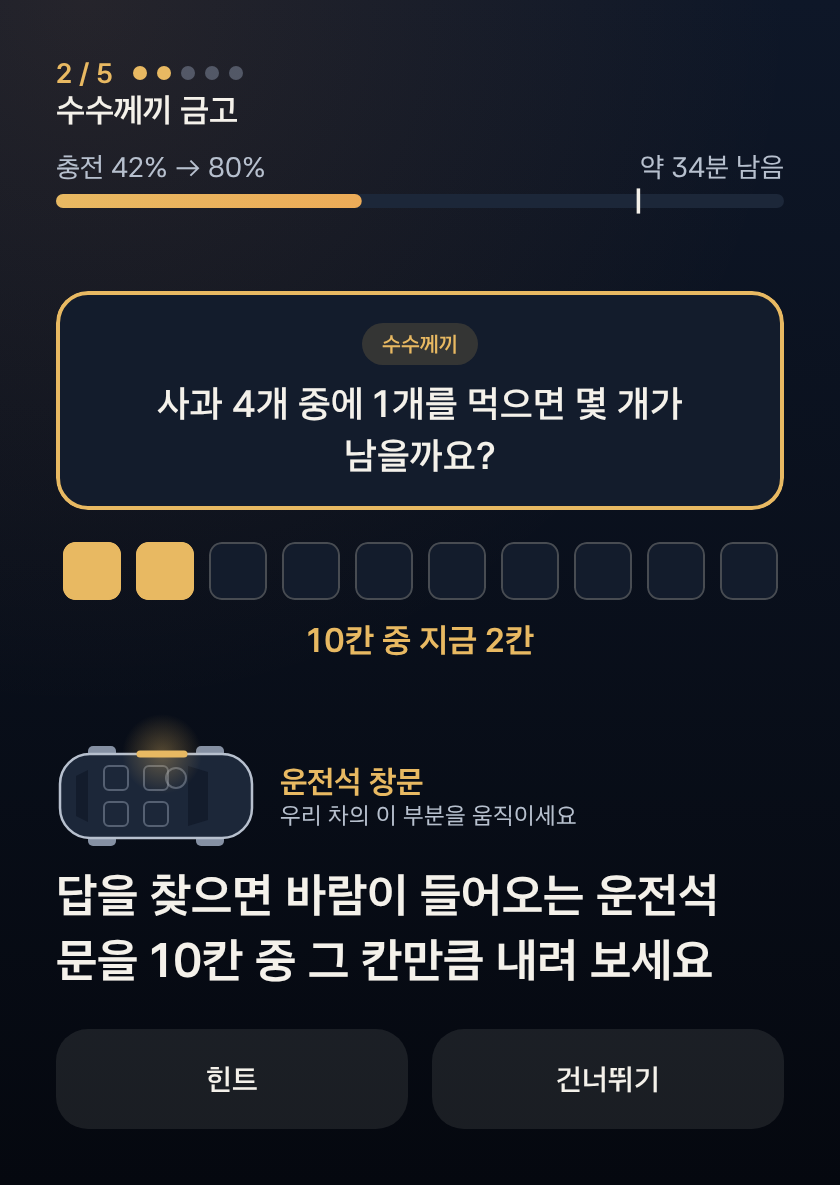 2 / 5
수수께끼 금고
충전 42% → 80%
약 34분 남음
수수께끼
사과 4개 중에 1개를 먹으면 몇 개가
남을까요?
10칸 중 지금 2칸
운전석 창문
우리 차의 이 부분을 움직이세요
답을 찾으면 바람이 들어오는 운전석
문을 10칸 중 그 칸만큼 내려 보세요
힌트
건너뛰기